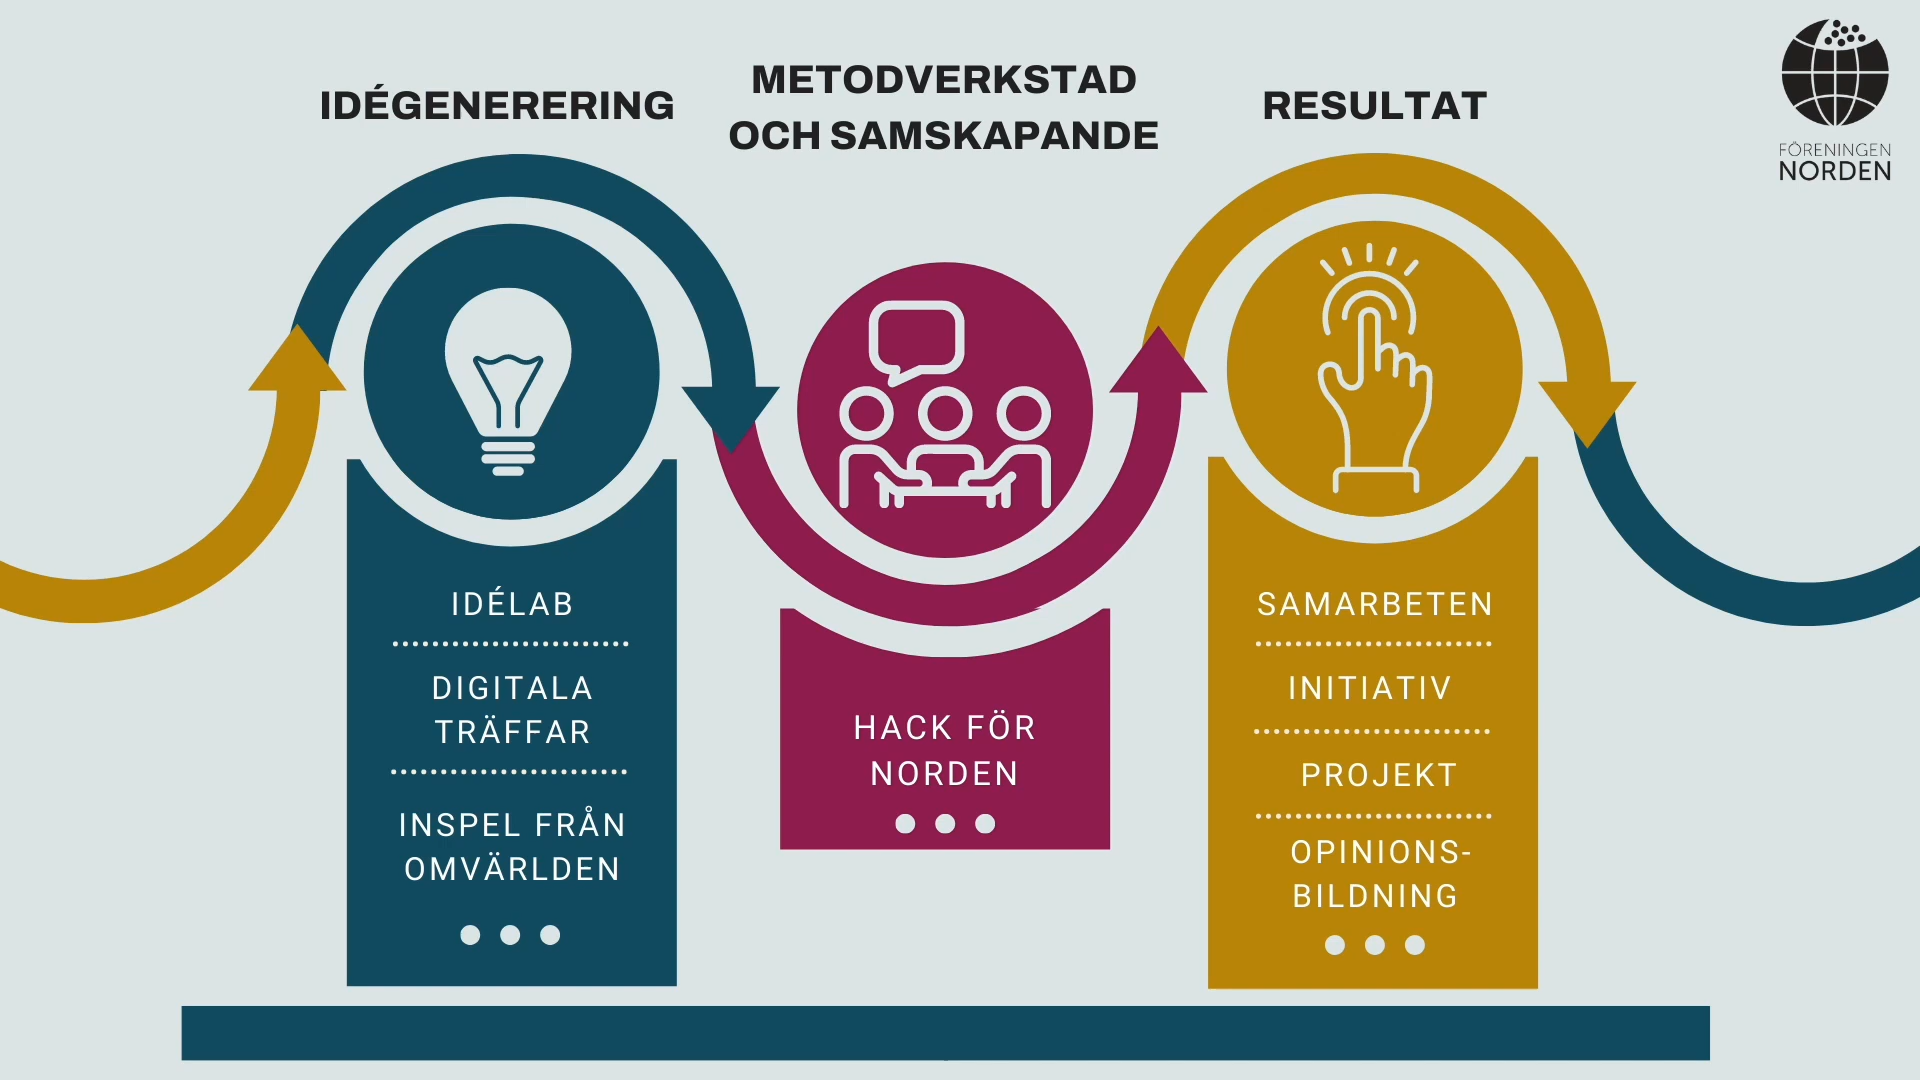 IDÉGENERERING
METODVERKSTAD
OCH SAMSKAPANDE
RESULTAT
FÖRENINGEN
NORDEN
IDÉLAB
DIGITALA
TRÄFFAR
INSPEL FRÅN
OMVÄRLDEN
HACK FÖR
NORDEN
SAMARBETEN
INITIATIV
PROJEKT
OPINIONS-
BILDNING